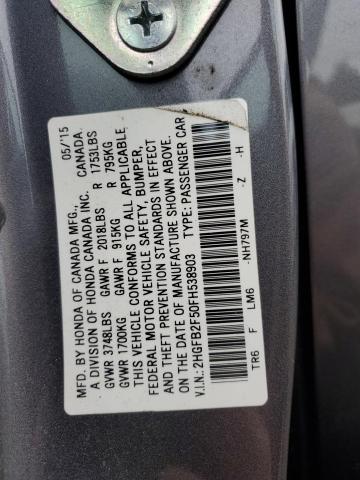 MFD. BY HONDA OF CANADA MFG., 05/15
A DIVISION OF HONDA CANADA INC. CANADA.
GAWR F 2018LBS R 1753LBS
GVWR 3748LBS GAWR F 915KG R 795KG
GVWR 1700KG
THIS VEHICLE CONFORMS TO ALL APPLICABLE
FEDERAL MOTOR VEHICLE SAFETY, BUMPER,
AND THEFT PREVENTION STANDARDS IN EFFECT
ON THE DATE OF MANUFACTURE SHOWN ABOVE.
V.I.N.: 2HGFB2F50FH538903 TYPE: PASSENGER CAR
TR6 F LM6 -NH797M -Z -H